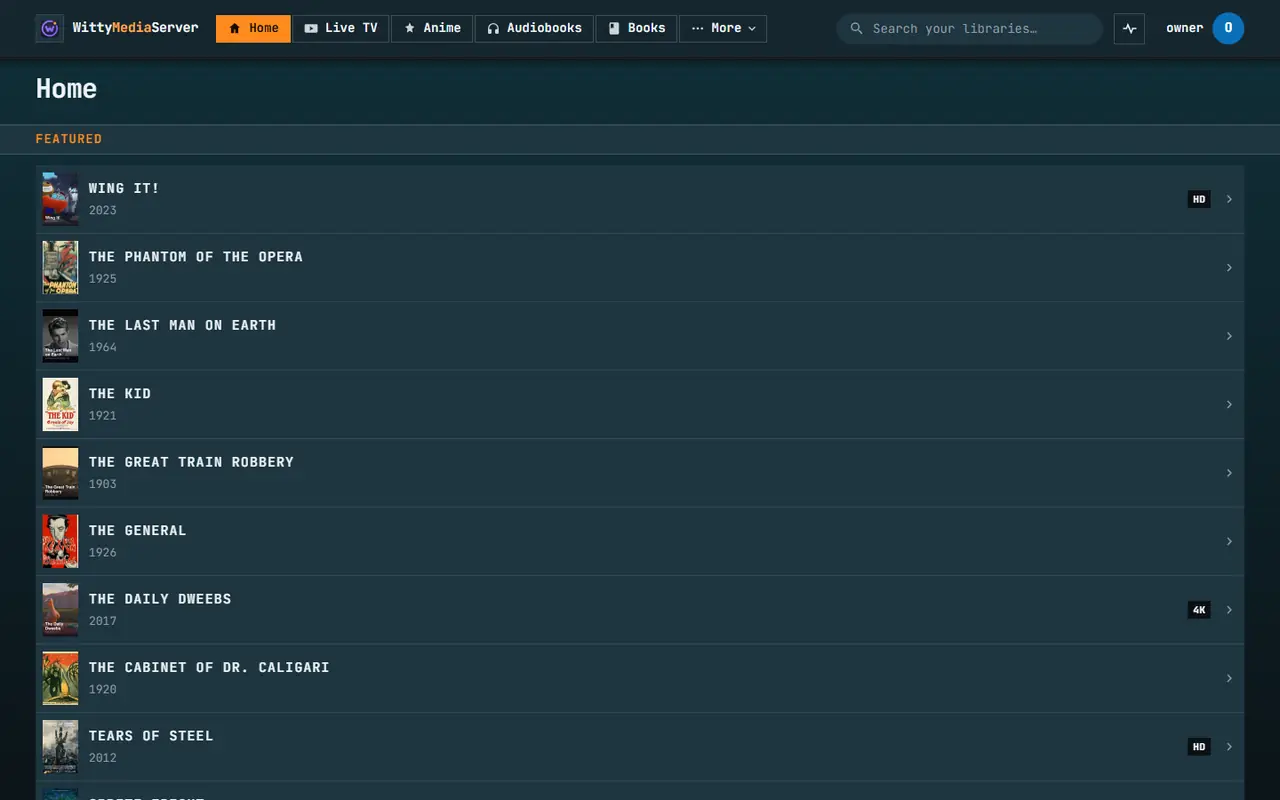 WittyMediaServer
Home
Live TV
Anime
Audiobooks
Books
More
Search your libraries…
owner
O
Home
FEATURED
WING IT!
2023
HD
THE PHANTOM OF THE OPERA
1925
THE LAST MAN ON EARTH
1964
THE KID
1921
THE GREAT TRAIN ROBBERY
1903
THE GENERAL
1926
THE DAILY DWEEBS
2017
4K
THE CABINET OF DR. CALIGARI
1920
TEARS OF STEEL
2012
HD